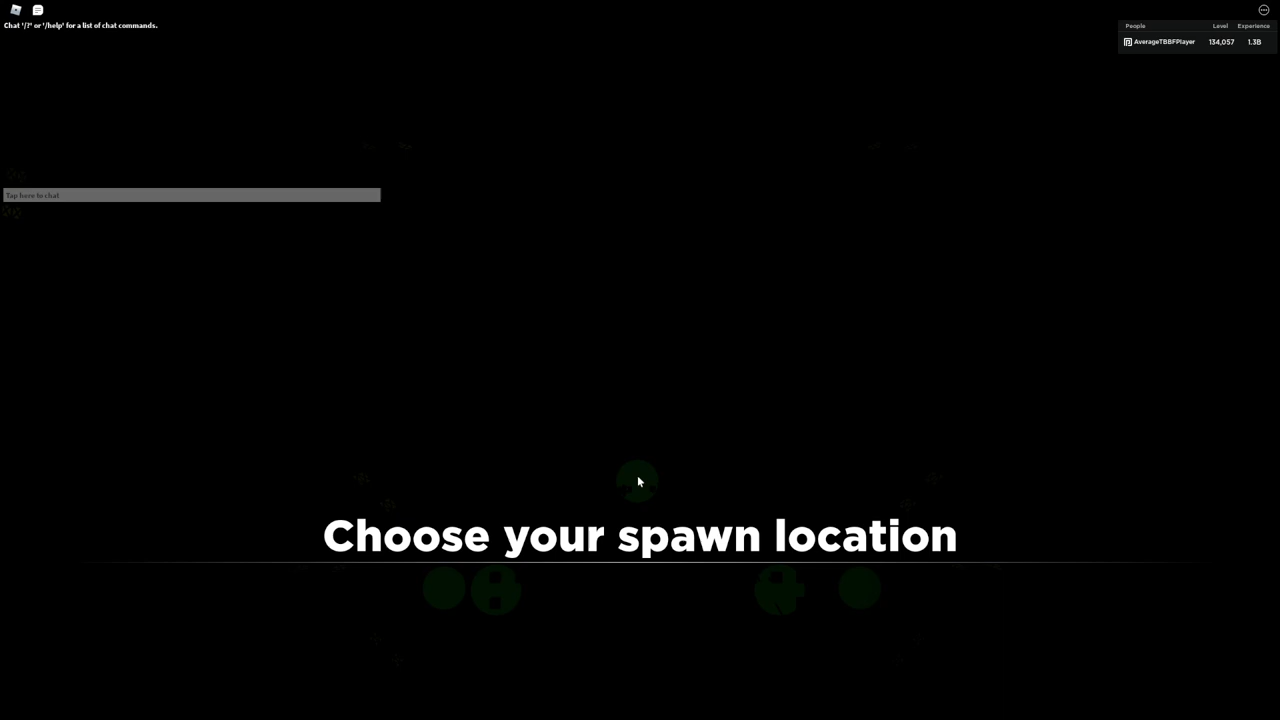 Chat '/?' or '/help' for a list of chat commands.
People Level Experience
AverageTBBFPlayer 134,057 1.3B
Tap here to chat
Choose your spawn location